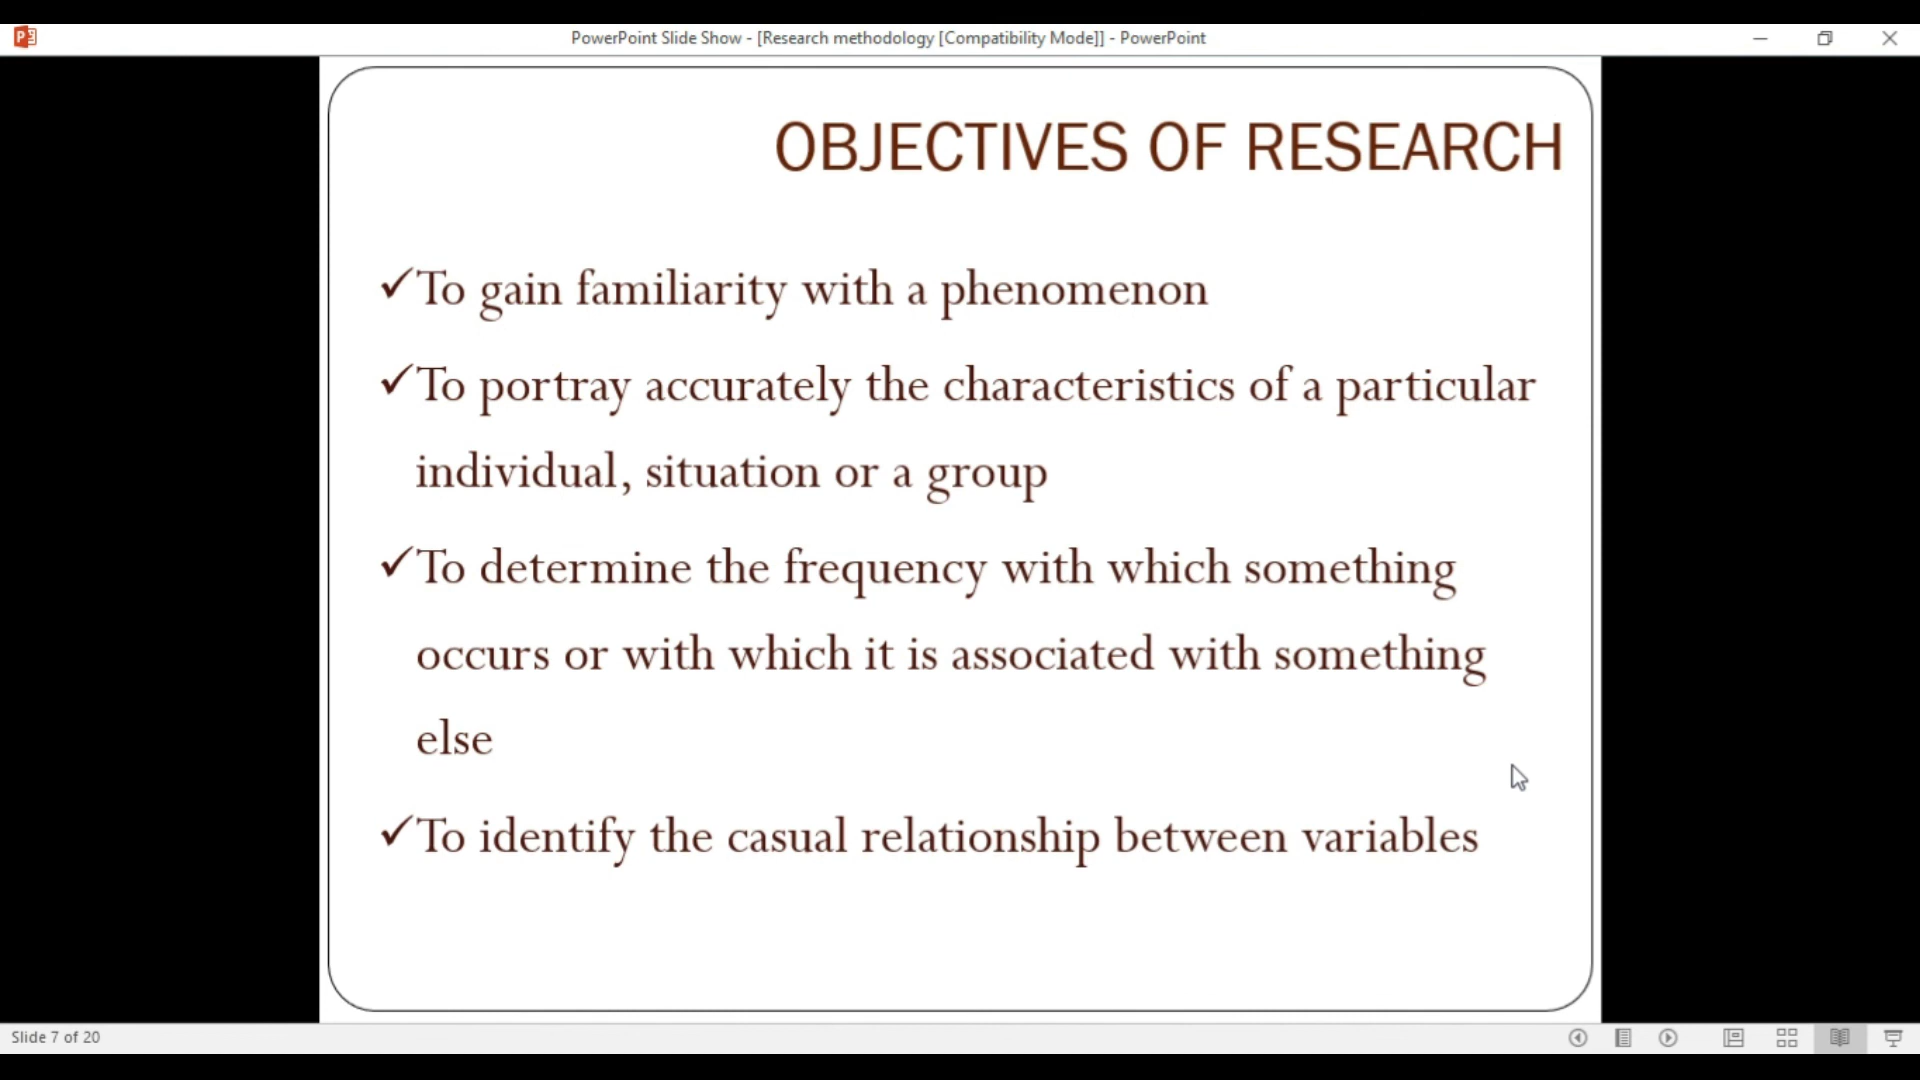 PowerPoint Slide Show - [Research methodology [Compatibility Mode]] - PowerPoint
OBJECTIVES OF RESEARCH
✓To gain familiarity with a phenomenon
✓To portray accurately the characteristics of a particular
individual, situation or a group
✓To determine the frequency with which something
occurs or with which it is associated with something
else
✓To identify the casual relationship between variables
Slide 7 of 20